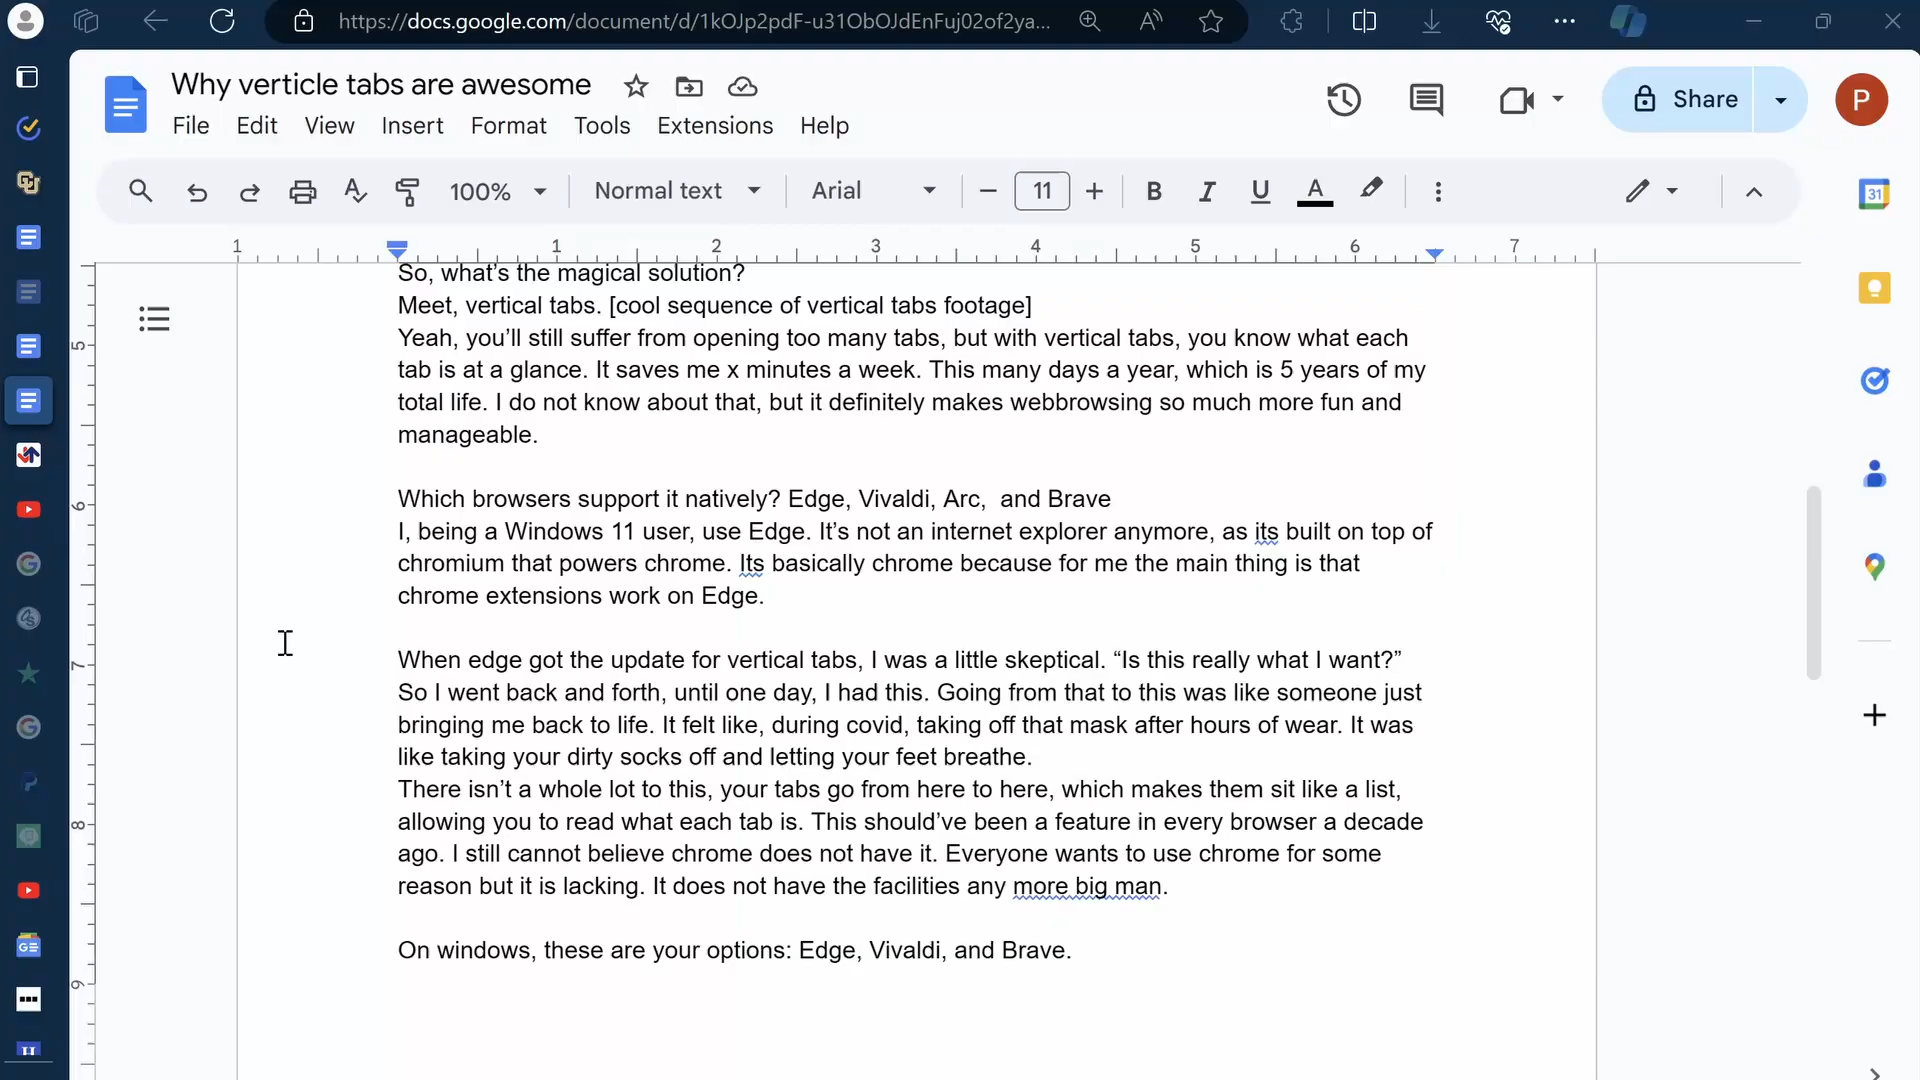 https://docs.google.com/document/d/1kOJp2pdF-u31ObOJdEnFuj02of2ya...
Why verticle tabs are awesome
File Edit View Insert Format Tools Extensions Help
Share
P
100% Normal text Arial 11 B I U A
31
1 1 2 3 4 5 6 7
So, what's the magical solution?
Meet, vertical tabs. [cool sequence of vertical tabs footage]
Yeah, you'll still suffer from opening too many tabs, but with vertical tabs, you know what each
5
tab is at a glance. It saves me x minutes a week. This many days a year, which is 5 years of my
total life. I do not know about that, but it definitely makes webbrowsing so much more fun and
manageable.
Which browsers support it natively? Edge, Vivaldi, Arc,  and Brave
6
I, being a Windows 11 user, use Edge. It's not an internet explorer anymore, as its built on top of
chromium that powers chrome. Its basically chrome because for me the main thing is that
chrome extensions work on Edge.
When edge got the update for vertical tabs, I was a little skeptical. “Is this really what I want?”
7
So I went back and forth, until one day, I had this. Going from that to this was like someone just
bringing me back to life. It felt like, during covid, taking off that mask after hours of wear. It was
like taking your dirty socks off and letting your feet breathe.
There isn't a whole lot to this, your tabs go from here to here, which makes them sit like a list,
allowing you to read what each tab is. This should've been a feature in every browser a decade
8
ago. I still cannot believe chrome does not have it. Everyone wants to use chrome for some
reason but it is lacking. It does not have the facilities any more big man.
On windows, these are your options: Edge, Vivaldi, and Brave.
9